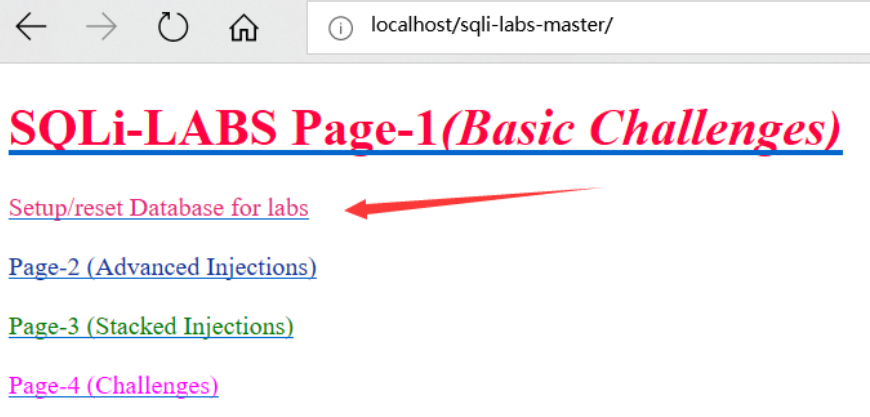 localhost/sqli-labs-master/
SQLi-LABS Page-1(Basic Challenges)
Setup/reset Database for labs
Page-2 (Advanced Injections)
Page-3 (Stacked Injections)
Page-4 (Challenges)